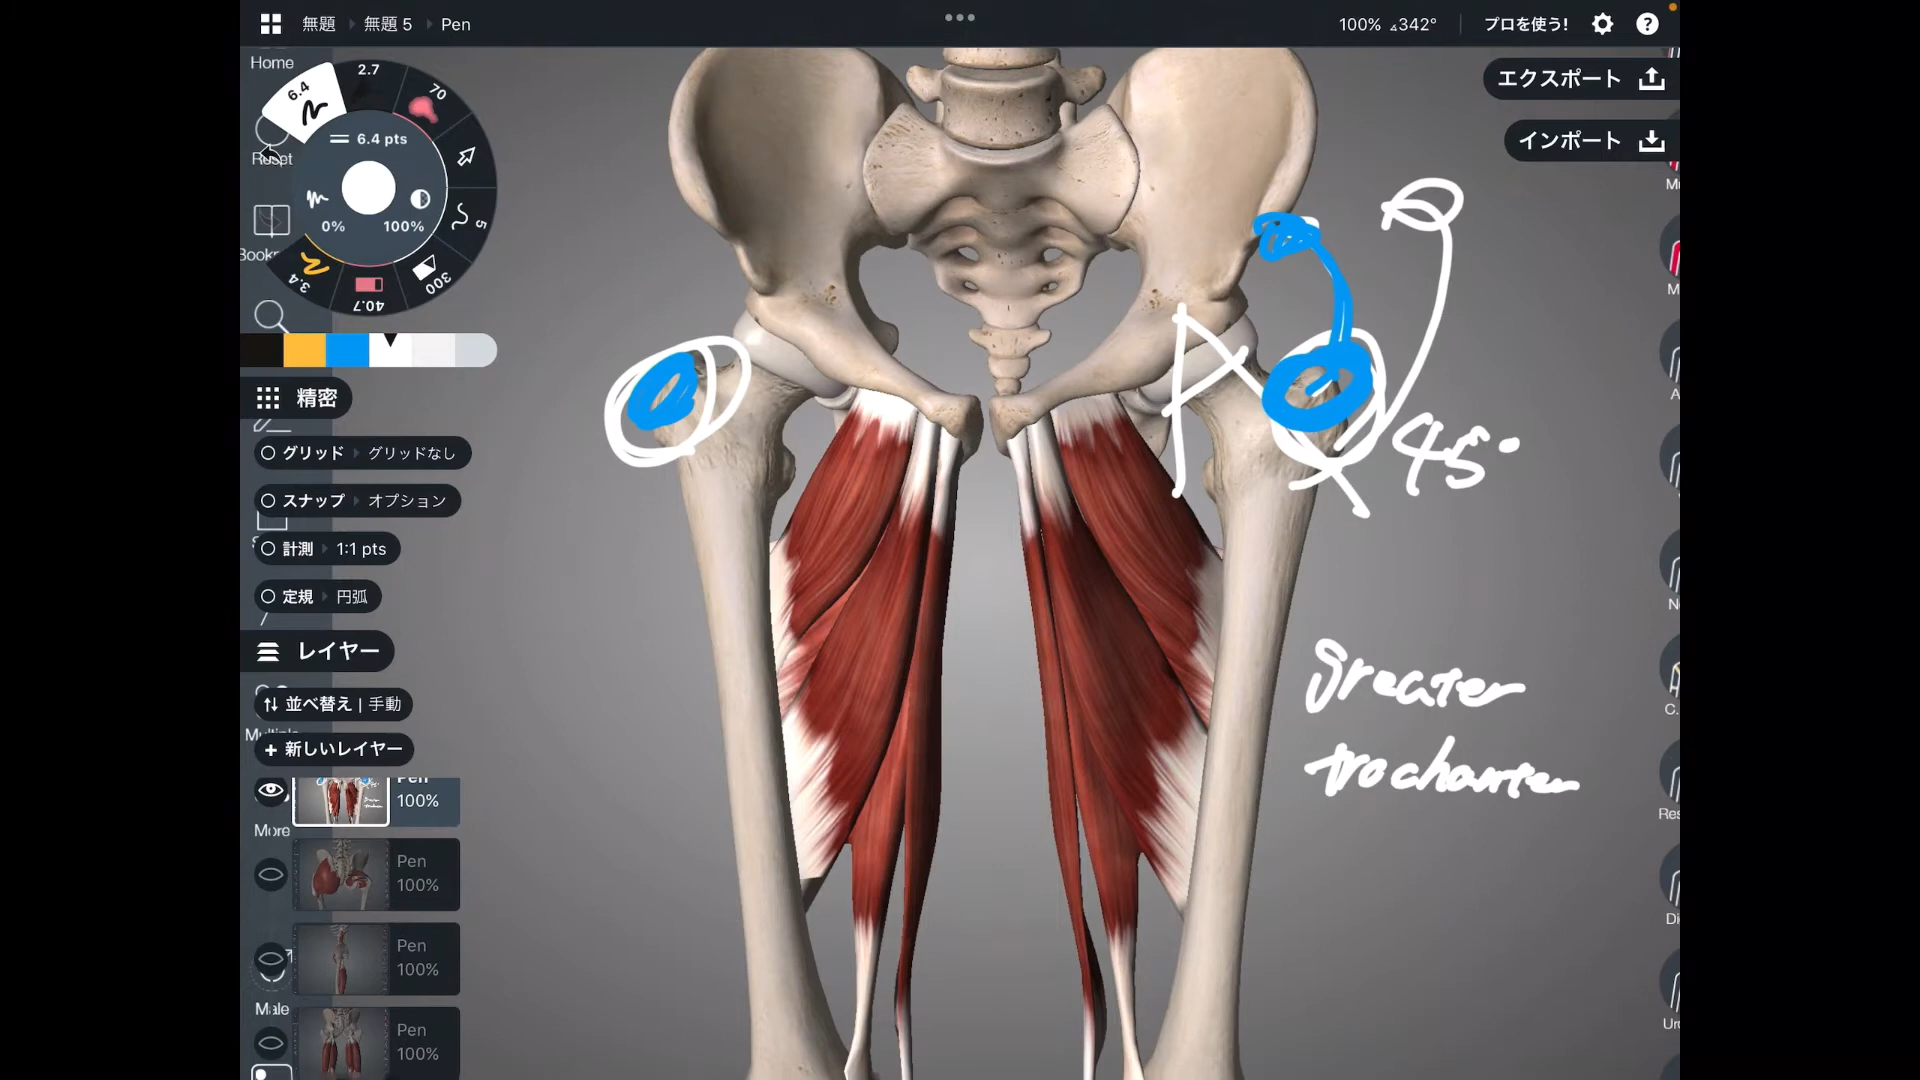 無題 無題 5 Pen
100% 342° プロを使う!
Home
エクスポート
インポート
2.7
6.4
70
6.4 pts
Reset
0% 100%
5
3.4
40.7
300
精密
グリッド グリッドなし
スナップ オプション
計測 1:1 pts
定規 円弧
レイヤー
並べ替え | 手動
+ 新しいレイヤー
Pen
100%
More
Pen
100%
Pen
100%
Male
Pen
100%
45°
greater
trochanter